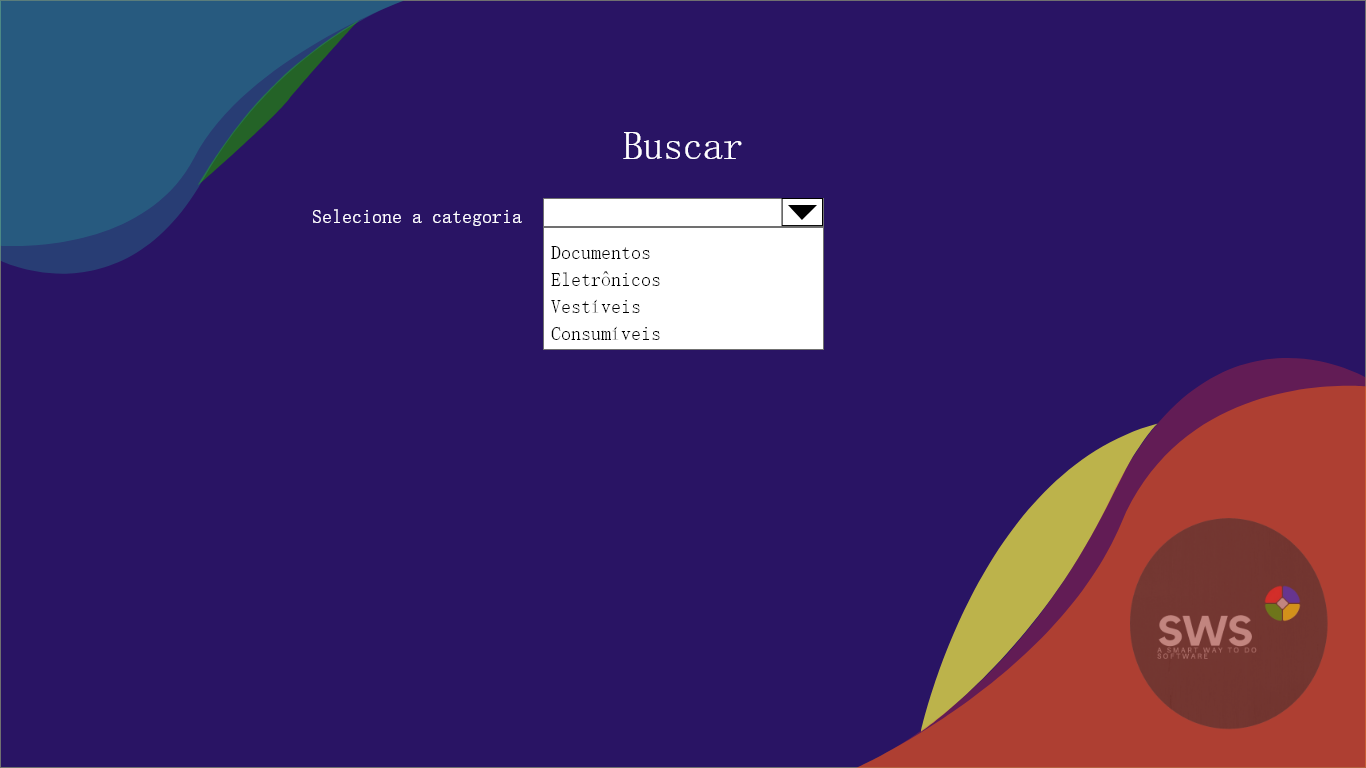 Buscar
Selecione a categoria
Documentos
Eletrônicos
Vestíveis
Consumíveis
SWS
A SMART WAY TO DO
SOFTWARE